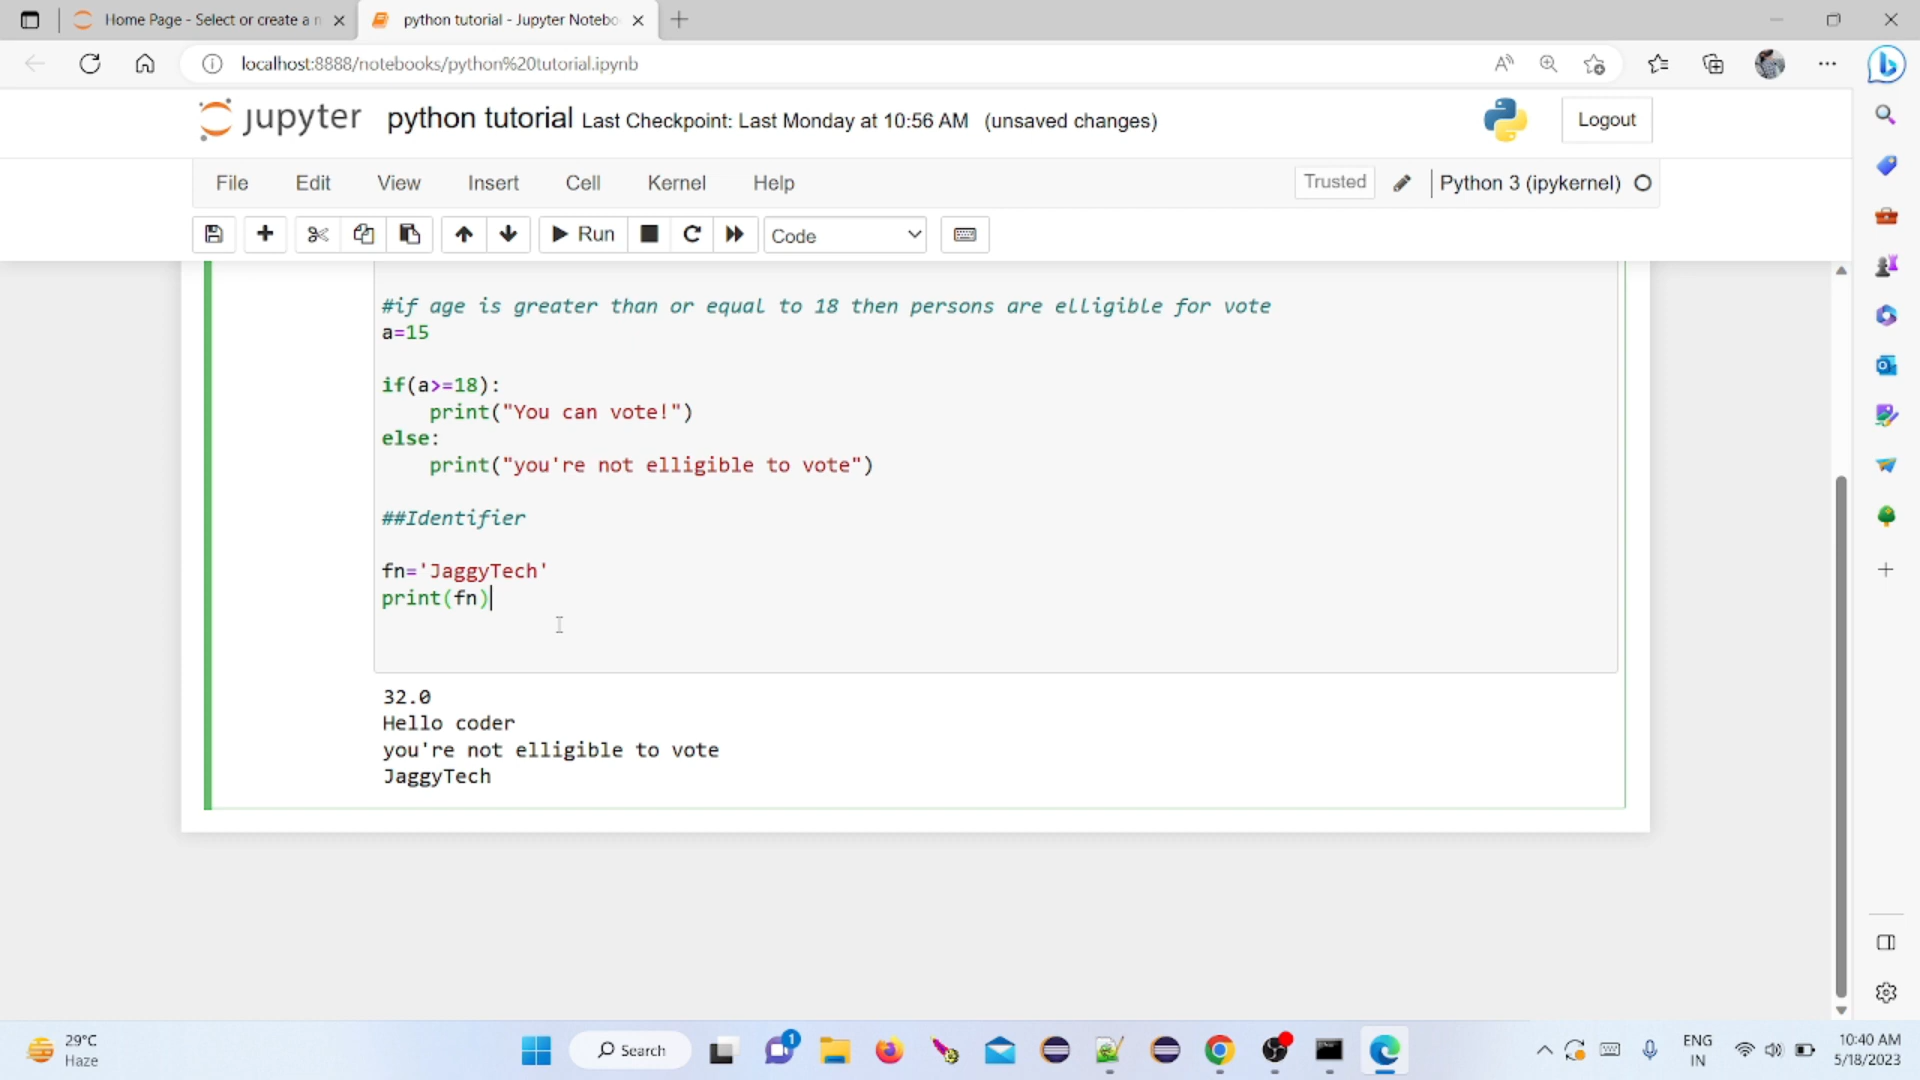 Home Page - Select or create a n
python tutorial - Jupyter Notebo
localhost:8888/notebooks/python%20tutorial.ipynb
jupyter python tutorial Last Checkpoint: Last Monday at 10:56 AM (unsaved changes)
Logout
File Edit View Insert Cell Kernel Help
Trusted
Python 3 (ipykernel)
Run
Code
#if age is greater than or equal to 18 then persons are elligible for vote
a=15
if(a>=18):
    print("You can vote!")
else:
    print("you're not elligible to vote")
##Identifier
fn='JaggyTech'
print(fn)
32.0
Hello coder
you're not elligible to vote
JaggyTech
29°C
Haze
Search
1
ENG
IN
10:40 AM
5/18/2023